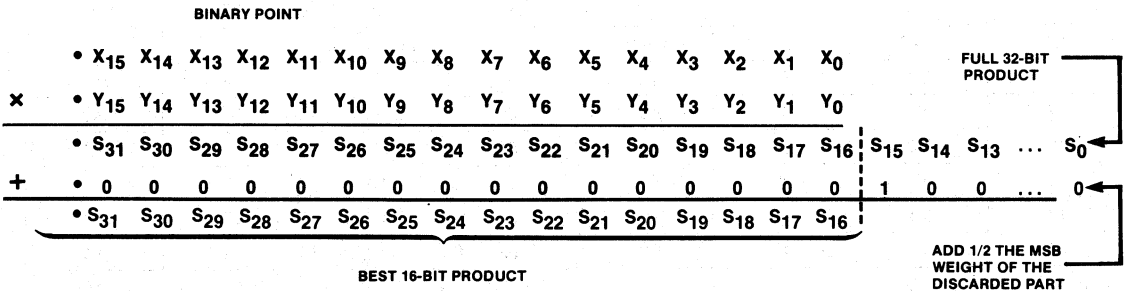 BINARY POINT
• X15 X14 X13 X12 X11 X10 X9 X8 X7 X6 X5 X4 X3 X2 X1 X0
FULL 32-BIT
PRODUCT
× • Y15 Y14 Y13 Y12 Y11 Y10 Y9 Y8 Y7 Y6 Y5 Y4 Y3 Y2 Y1 Y0
• S31 S30 S29 S28 S27 S26 S25 S24 S23 S22 S21 S20 S19 S18 S17 S16 S15 S14 S13 ... S0
+ • 0 0 0 0 0 0 0 0 0 0 0 0 0 0 0 0 1 0 0 ... 0
• S31 S30 S29 S28 S27 S26 S25 S24 S23 S22 S21 S20 S19 S18 S17 S16
ADD 1/2 THE MSB
WEIGHT OF THE
DISCARDED PART
BEST 16-BIT PRODUCT